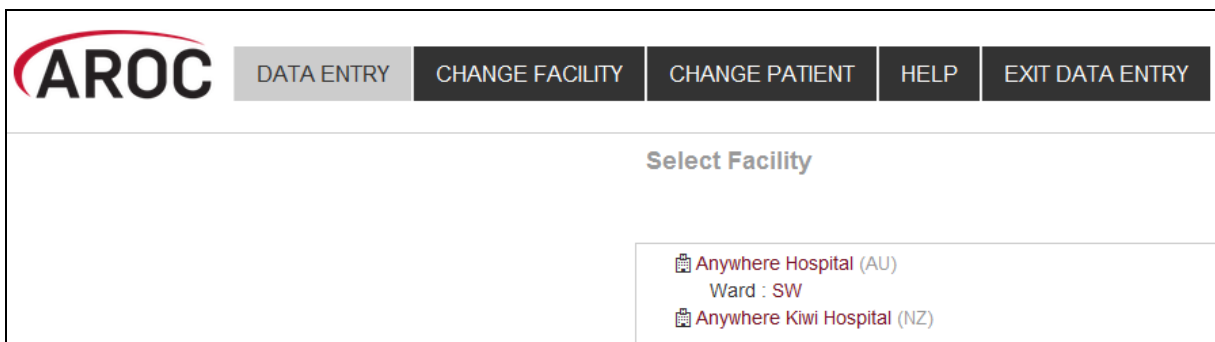 AROC DATA ENTRY CHANGE FACILITY CHANGE PATIENT HELP EXIT DATA ENTRY
Select Facility
Anywhere Hospital (AU)
Ward : SW
Anywhere Kiwi Hospital (NZ)